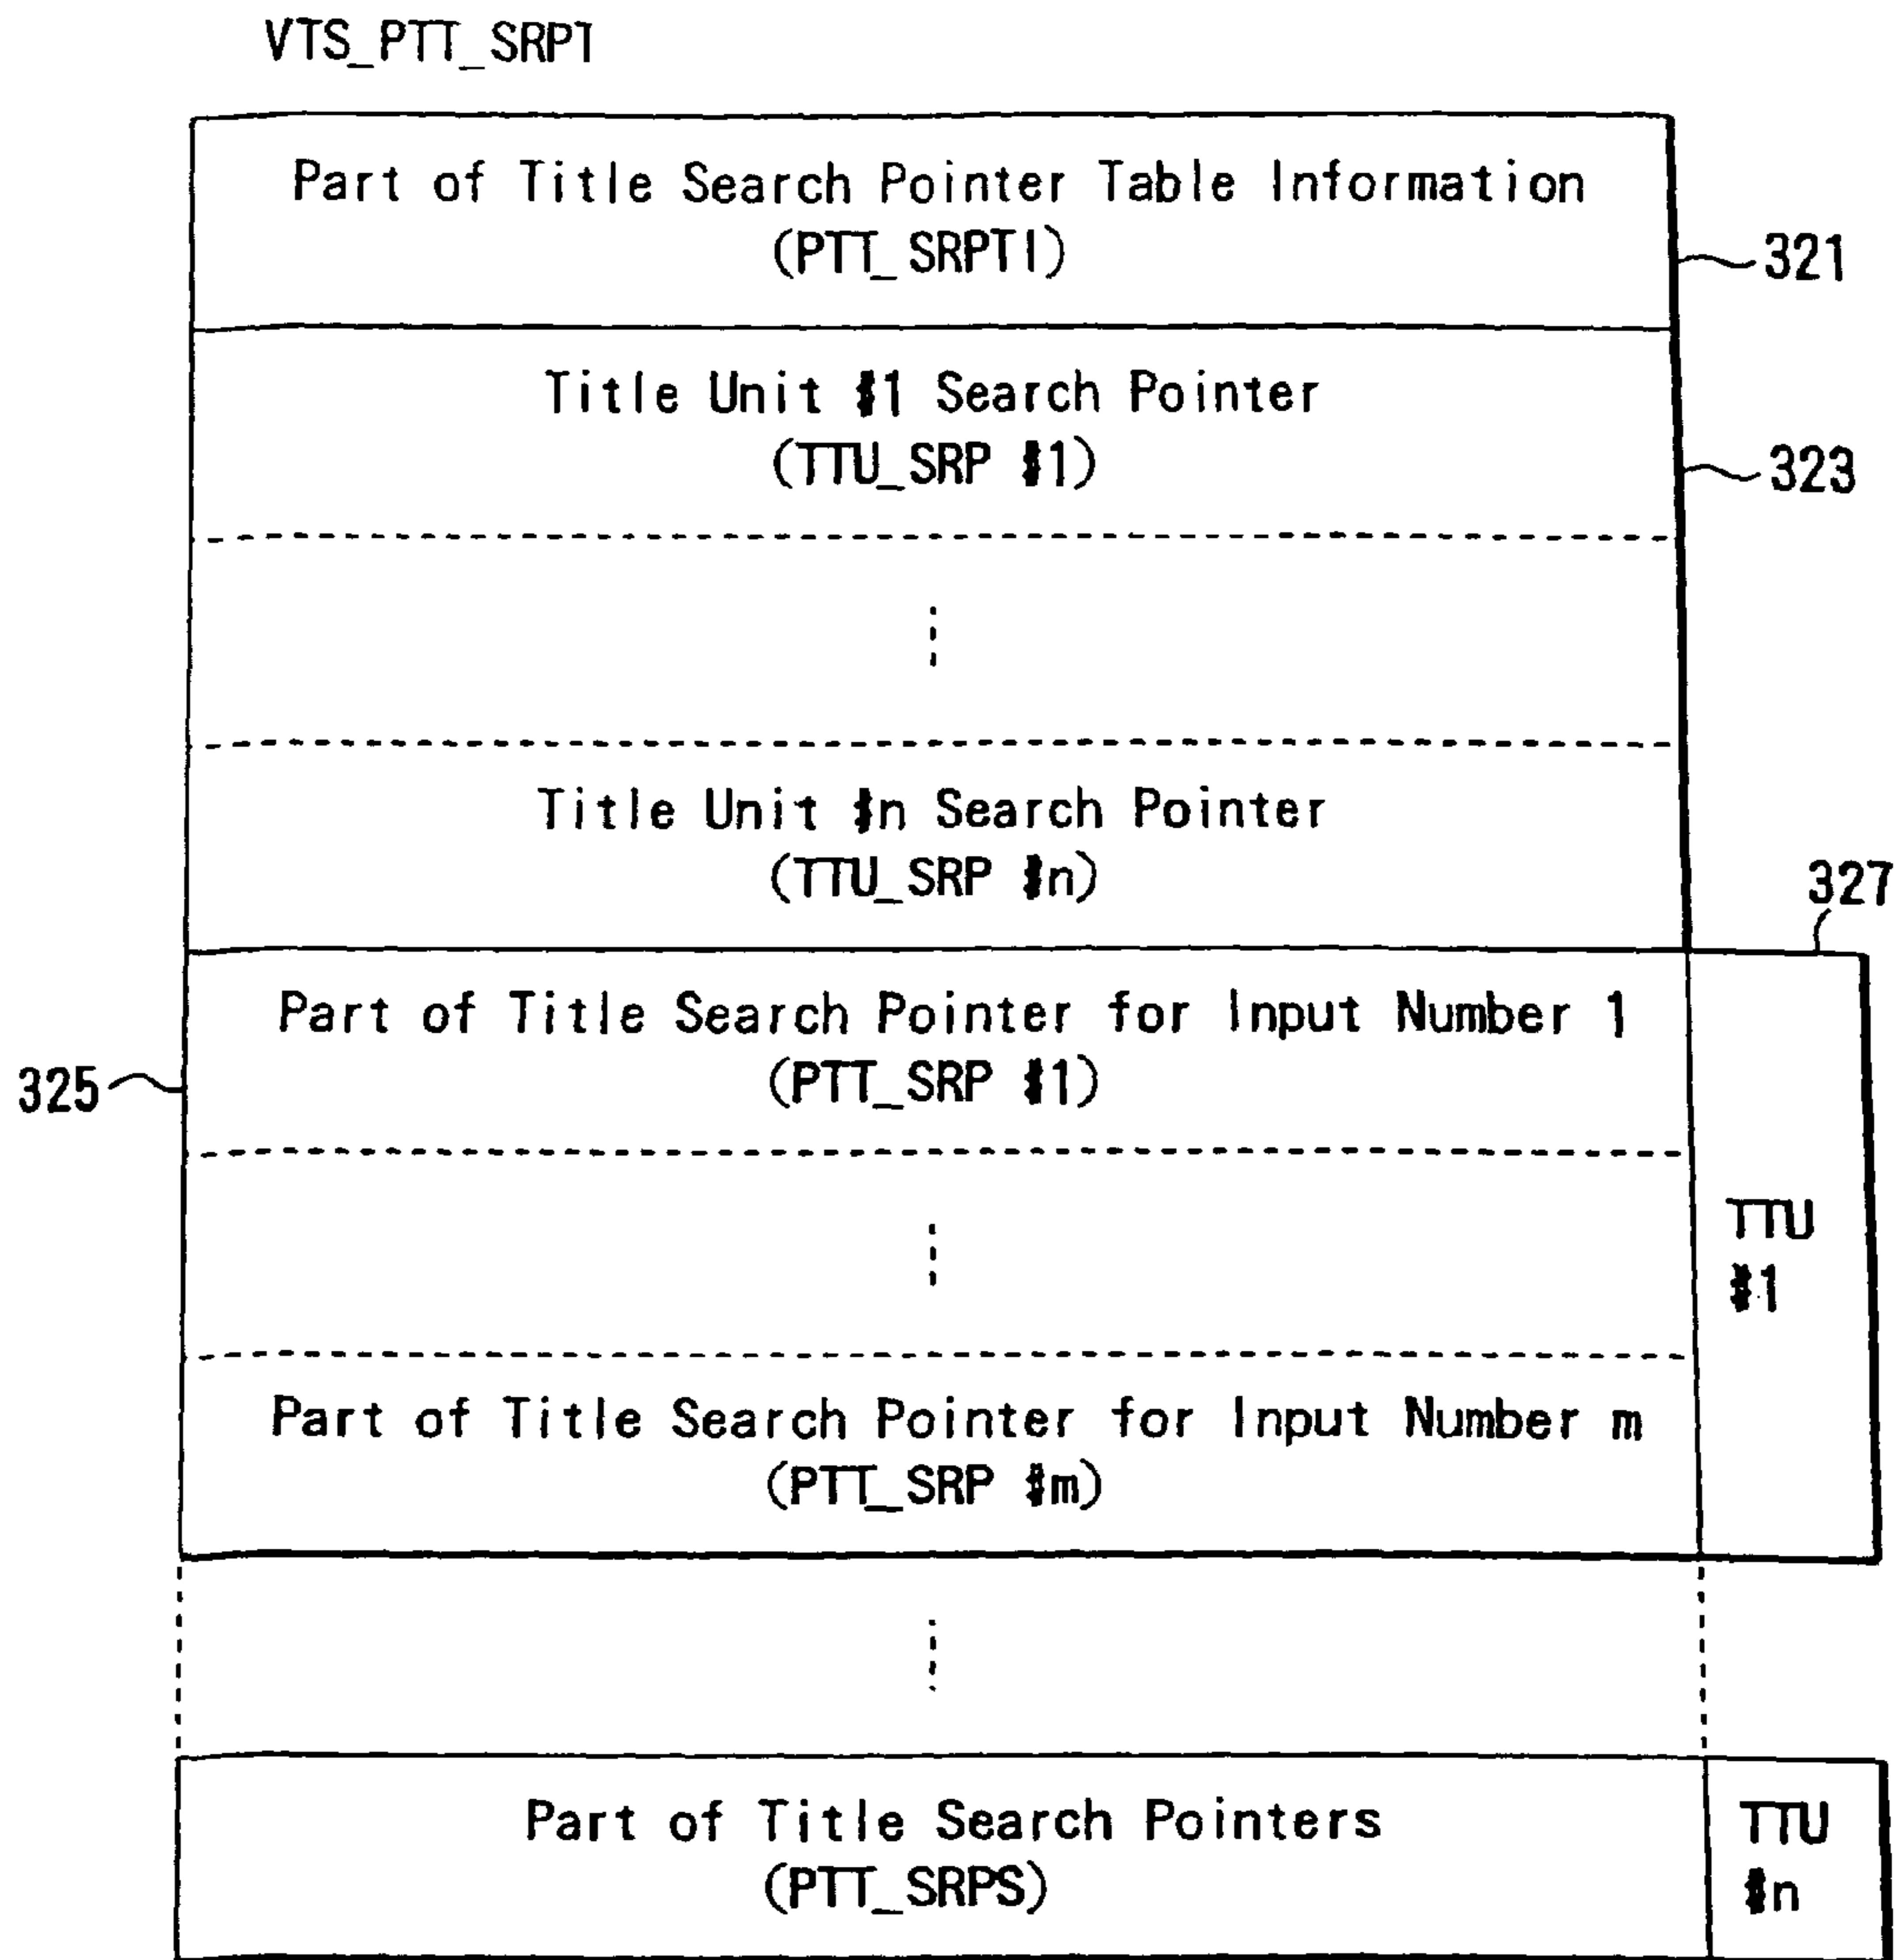 VTS_PTT_SRPT
Part of Title Search Pointer Table Information
(PTT_SRPTI)
321
Title Unit #1 Search Pointer
(TTU_SRP #1)
323
Title Unit #n Search Pointer
(TTU_SRP #n)
327
Part of Title Search Pointer for Input Number 1
(PTT_SRP #1)
325
TTU
#1
Part of Title Search Pointer for Input Number m
(PTT_SRP #m)
Part of Title Search Pointers
(PTT_SRPS)
TTU
#n